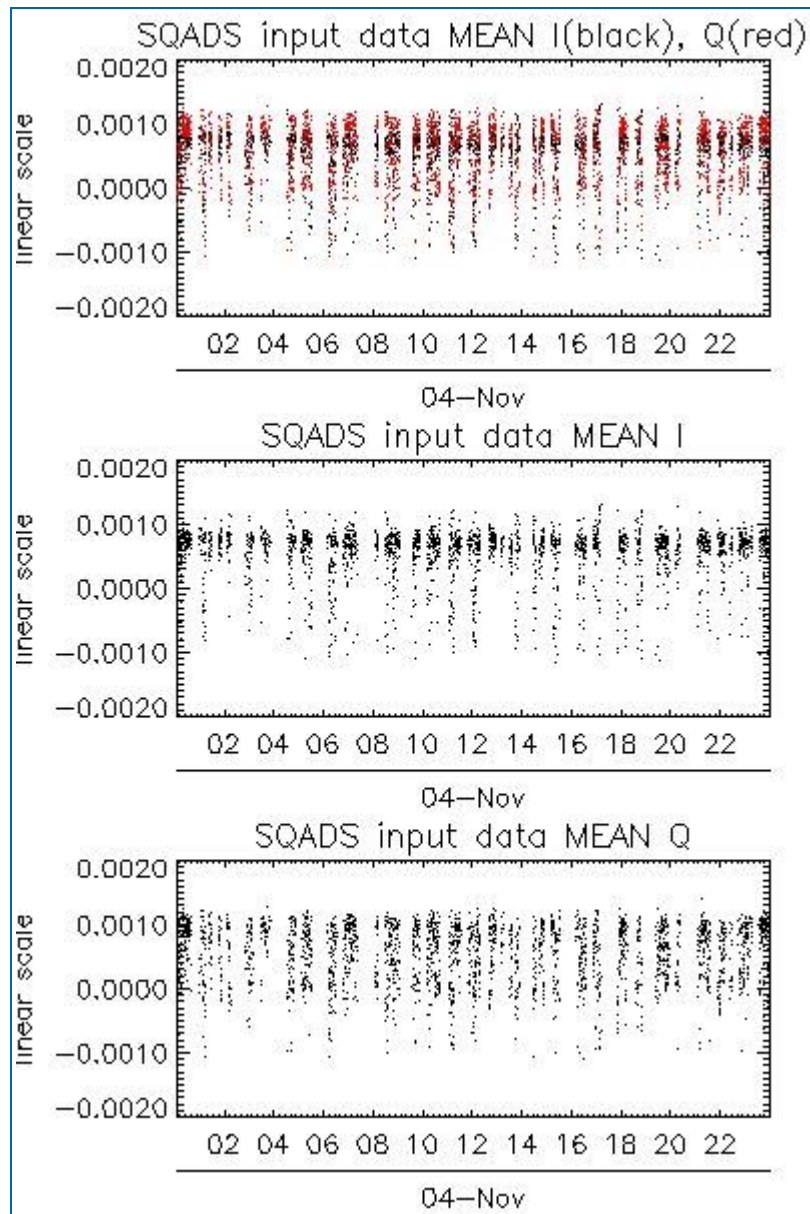 SQADS input data MEAN I(black), Q(red)
0.0020
0.0010
0.0000
−0.0010
−0.0020
linear scale
02 04 06 08 10 12 14 16 18 20 22
04−Nov
SQADS input data MEAN I
0.0020
0.0010
0.0000
−0.0010
−0.0020
linear scale
02 04 06 08 10 12 14 16 18 20 22
04−Nov
SQADS input data MEAN Q
0.0020
0.0010
0.0000
−0.0010
−0.0020
linear scale
02 04 06 08 10 12 14 16 18 20 22
04−Nov